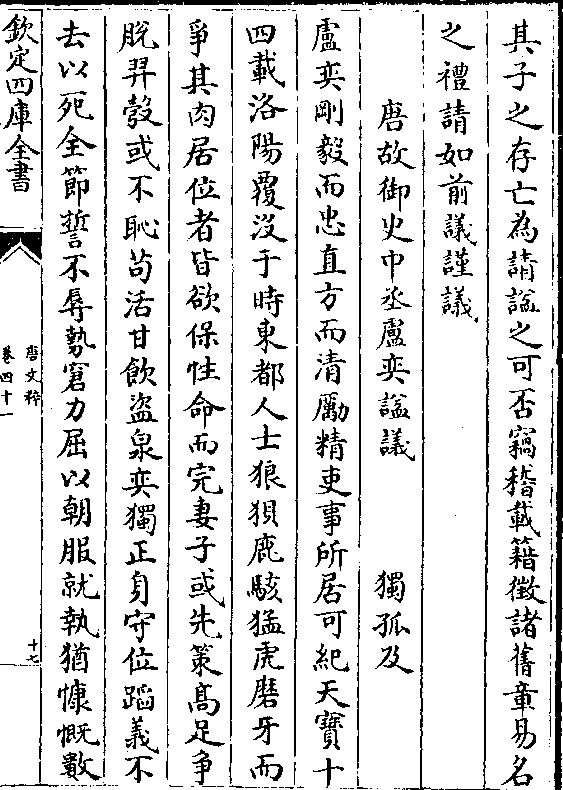 其子之存亡為請諡之可否竊稽載籍徴諸舊章易名
之禮請如前議謹議
唐故御史中丞盧奕諡議　獨孤及
盧奕剛毅而忠直方而清勵精吏事所居可紀天寶十
四載洛陽覆没于時東都人士狼狽鹿駭猛虎磨牙而
爭其肉居位者皆欲保性命而完妻子或先策高足爭
脫羿彀或不恥茍活甘飲盜泉奕獨正身守位蹈義不
去以死全節誓不辱勢窘力屈以朝服就執猶慷慨數
欽定四庫全書
唐文粹
卷四十一
十七